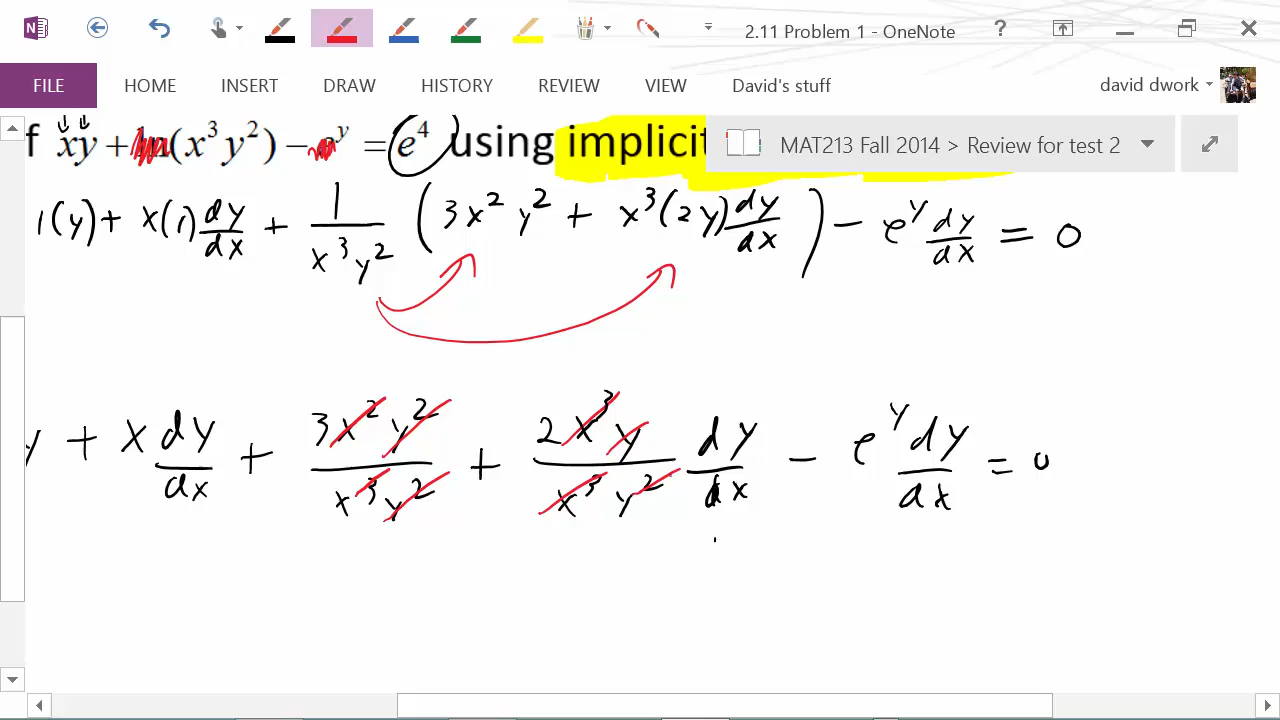 2.11 Problem 1 - OneNote
FILE HOME INSERT DRAW HISTORY REVIEW VIEW David's stuff david dwork
f xy + (x³y²) − y = e⁴ using implicit
MAT213 Fall 2014 > Review for test 2
1(y) + x(1) dy/dx + 1/x³y² (3x² y² + x³(2y) dy/dx) − e^y dy/dx = 0
y + x dy/dx + 3x²y²/x³y² + 2x³y/x³y² dy/dx − e^y dy/dx = 0